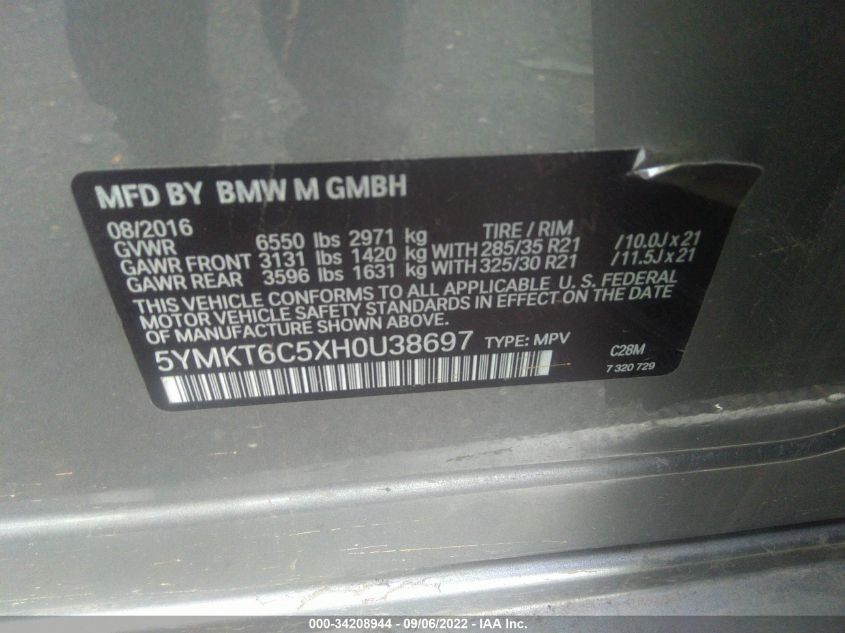 MFD BY BMW M GMBH
08/2016
GVWR 6550 lbs 2971 kg TIRE / RIM
GAWR FRONT 3131 lbs 1420 kg WITH 285/35 R21 /10.0J x 21
GAWR REAR 3596 lbs 1631 kg WITH 325/30 R21 /11.5J x 21
THIS VEHICLE CONFORMS TO ALL APPLICABLE U. S. FEDERAL
MOTOR VEHICLE SAFETY STANDARDS IN EFFECT ON THE DATE
OF MANUFACTURE SHOWN ABOVE.
5YMKT6C5XH0U38697 TYPE: MPV C28M
7 320 729
000-34208944 - 09/06/2022 - IAA Inc.